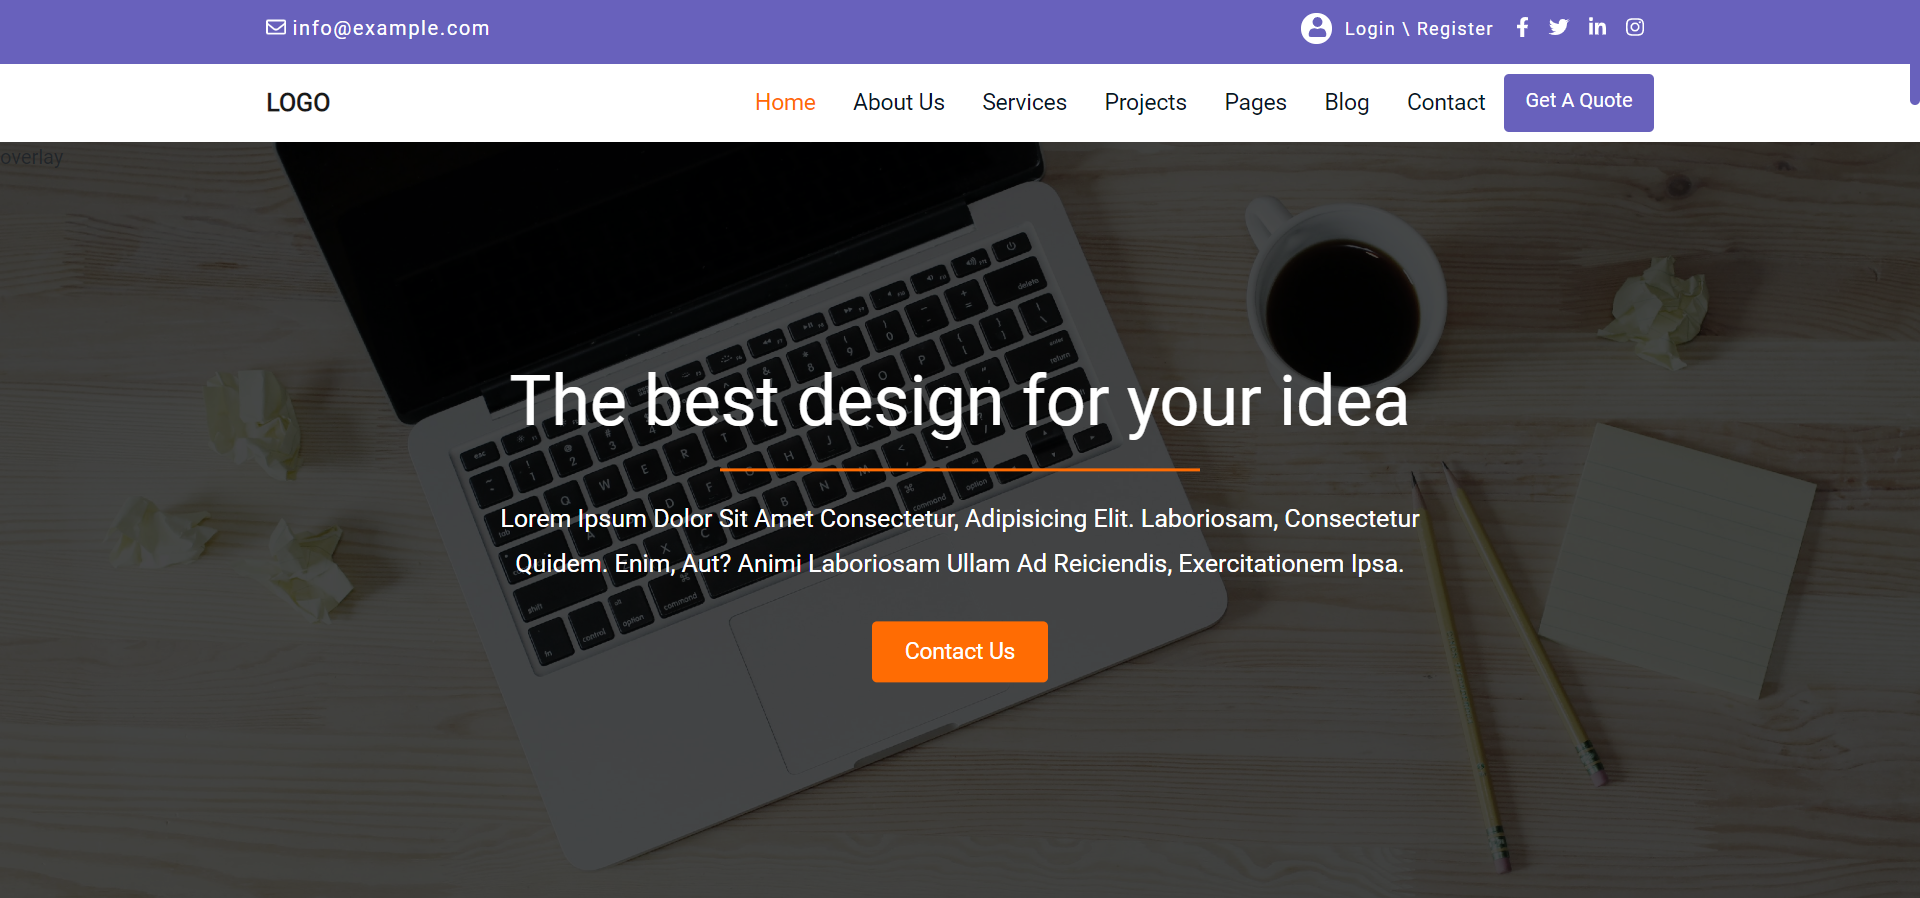 info@example.com
Login \ Register
LOGO
Home About Us Services Projects Pages Blog Contact Get A Quote
overlay
The best design for your idea
Lorem Ipsum Dolor Sit Amet Consectetur, Adipisicing Elit. Laboriosam, Consectetur
Quidem. Enim, Aut? Animi Laboriosam Ullam Ad Reiciendis, Exercitationem Ipsa.
Contact Us